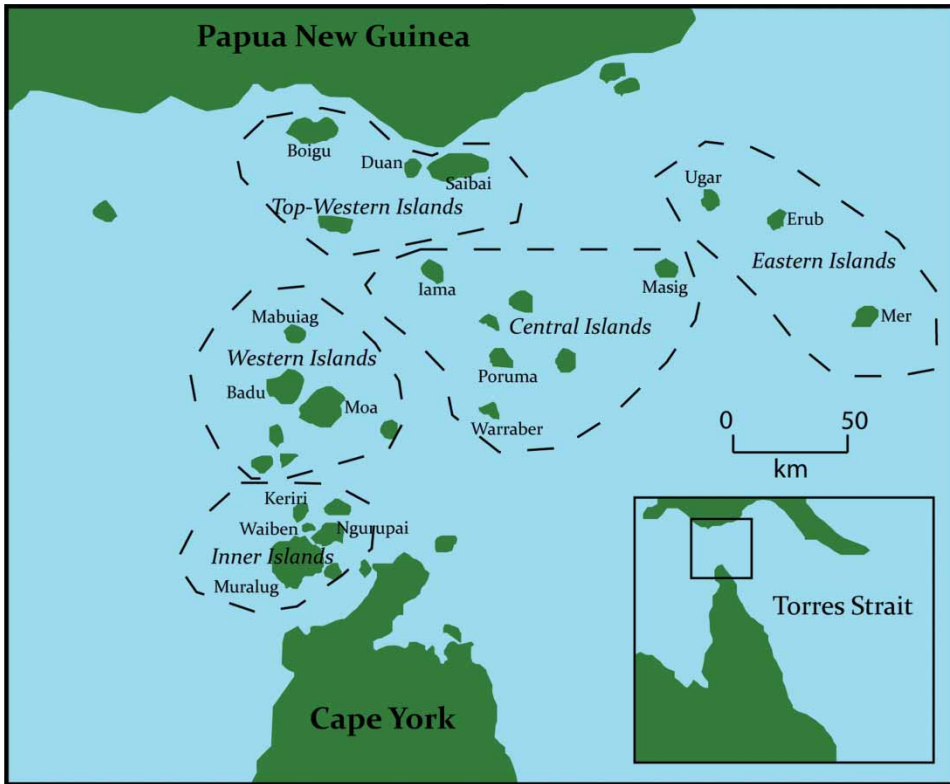 Papua New Guinea
Boigu
Duan
Saibai
Top-Western Islands
Ugar
Erub
Eastern Islands
Mer
Iama
Masig
Central Islands
Poruma
Warraber
Mabuiag
Western Islands
Badu
Moa
0 50
km
Keriri
Waiben
Ngurupai
Inner Islands
Muralug
Torres Strait
Cape York